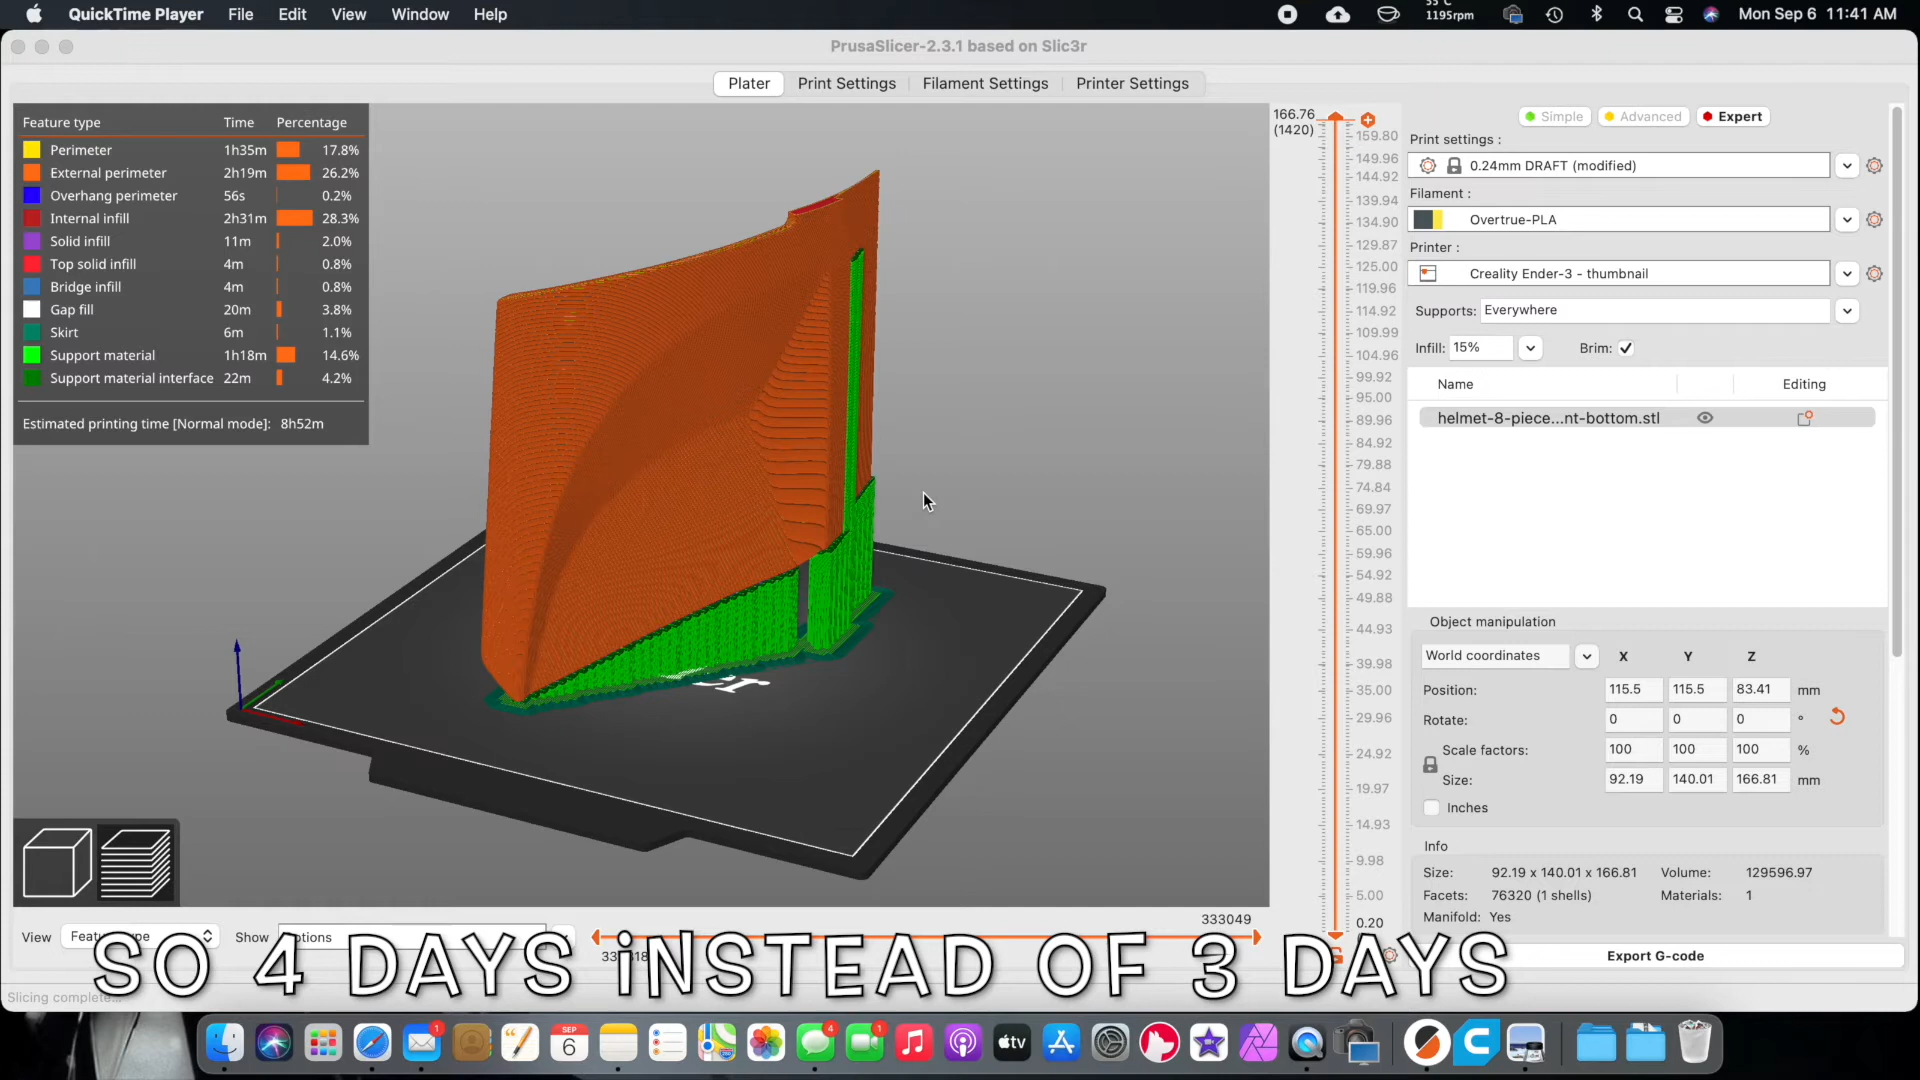 QuickTime Player File Edit View Window Help
1195rpm
Mon Sep 6 11:41 AM
PrusaSlicer-2.3.1 based on Slic3r
Plater Print Settings Filament Settings Printer Settings
Feature type Time Percentage
Perimeter 1h35m 17.8%
External perimeter 2h19m 26.2%
Overhang perimeter 56s 0.2%
Internal infill 2h31m 28.3%
Solid infill 11m 2.0%
Top solid infill 4m 0.8%
Bridge infill 4m 0.8%
Gap fill 20m 3.8%
Skirt 6m 1.1%
Support material 1h18m 14.6%
Support material interface 22m 4.2%
Estimated printing time [Normal mode]: 8h52m
166.76
(1420)
159.80
149.96
144.92
139.94
134.90
129.87
125.00
119.96
114.92
109.99
104.96
99.92
95.00
89.96
84.92
79.88
74.84
69.97
65.00
59.96
54.92
49.88
44.93
39.98
35.00
29.96
24.92
19.97
14.93
9.98
5.00
0.20
Simple Advanced Expert
Print settings :
0.24mm DRAFT (modified)
Filament :
Overtrue-PLA
Printer :
Creality Ender-3 - thumbnail
Supports: Everywhere
Infill: 15% Brim:
Name Editing
helmet-8-piece...nt-bottom.stl
Object manipulation
World coordinates X Y Z
Position: 115.5 115.5 83.41 mm
Rotate: 0 0 0 °
Scale factors: 100 100 100 %
Size: 92.19 140.01 166.81 mm
Inches
Info
Size: 92.19 x 140.01 x 166.81 Volume: 129596.97
Facets: 76320 (1 shells) Materials: 1
Manifold: Yes
Export G-code
333049
View Show
SO 4 DAYS iNSTEAD OF 3 DAYS
Slicing complete...
1
SEP
6
4
1
tv